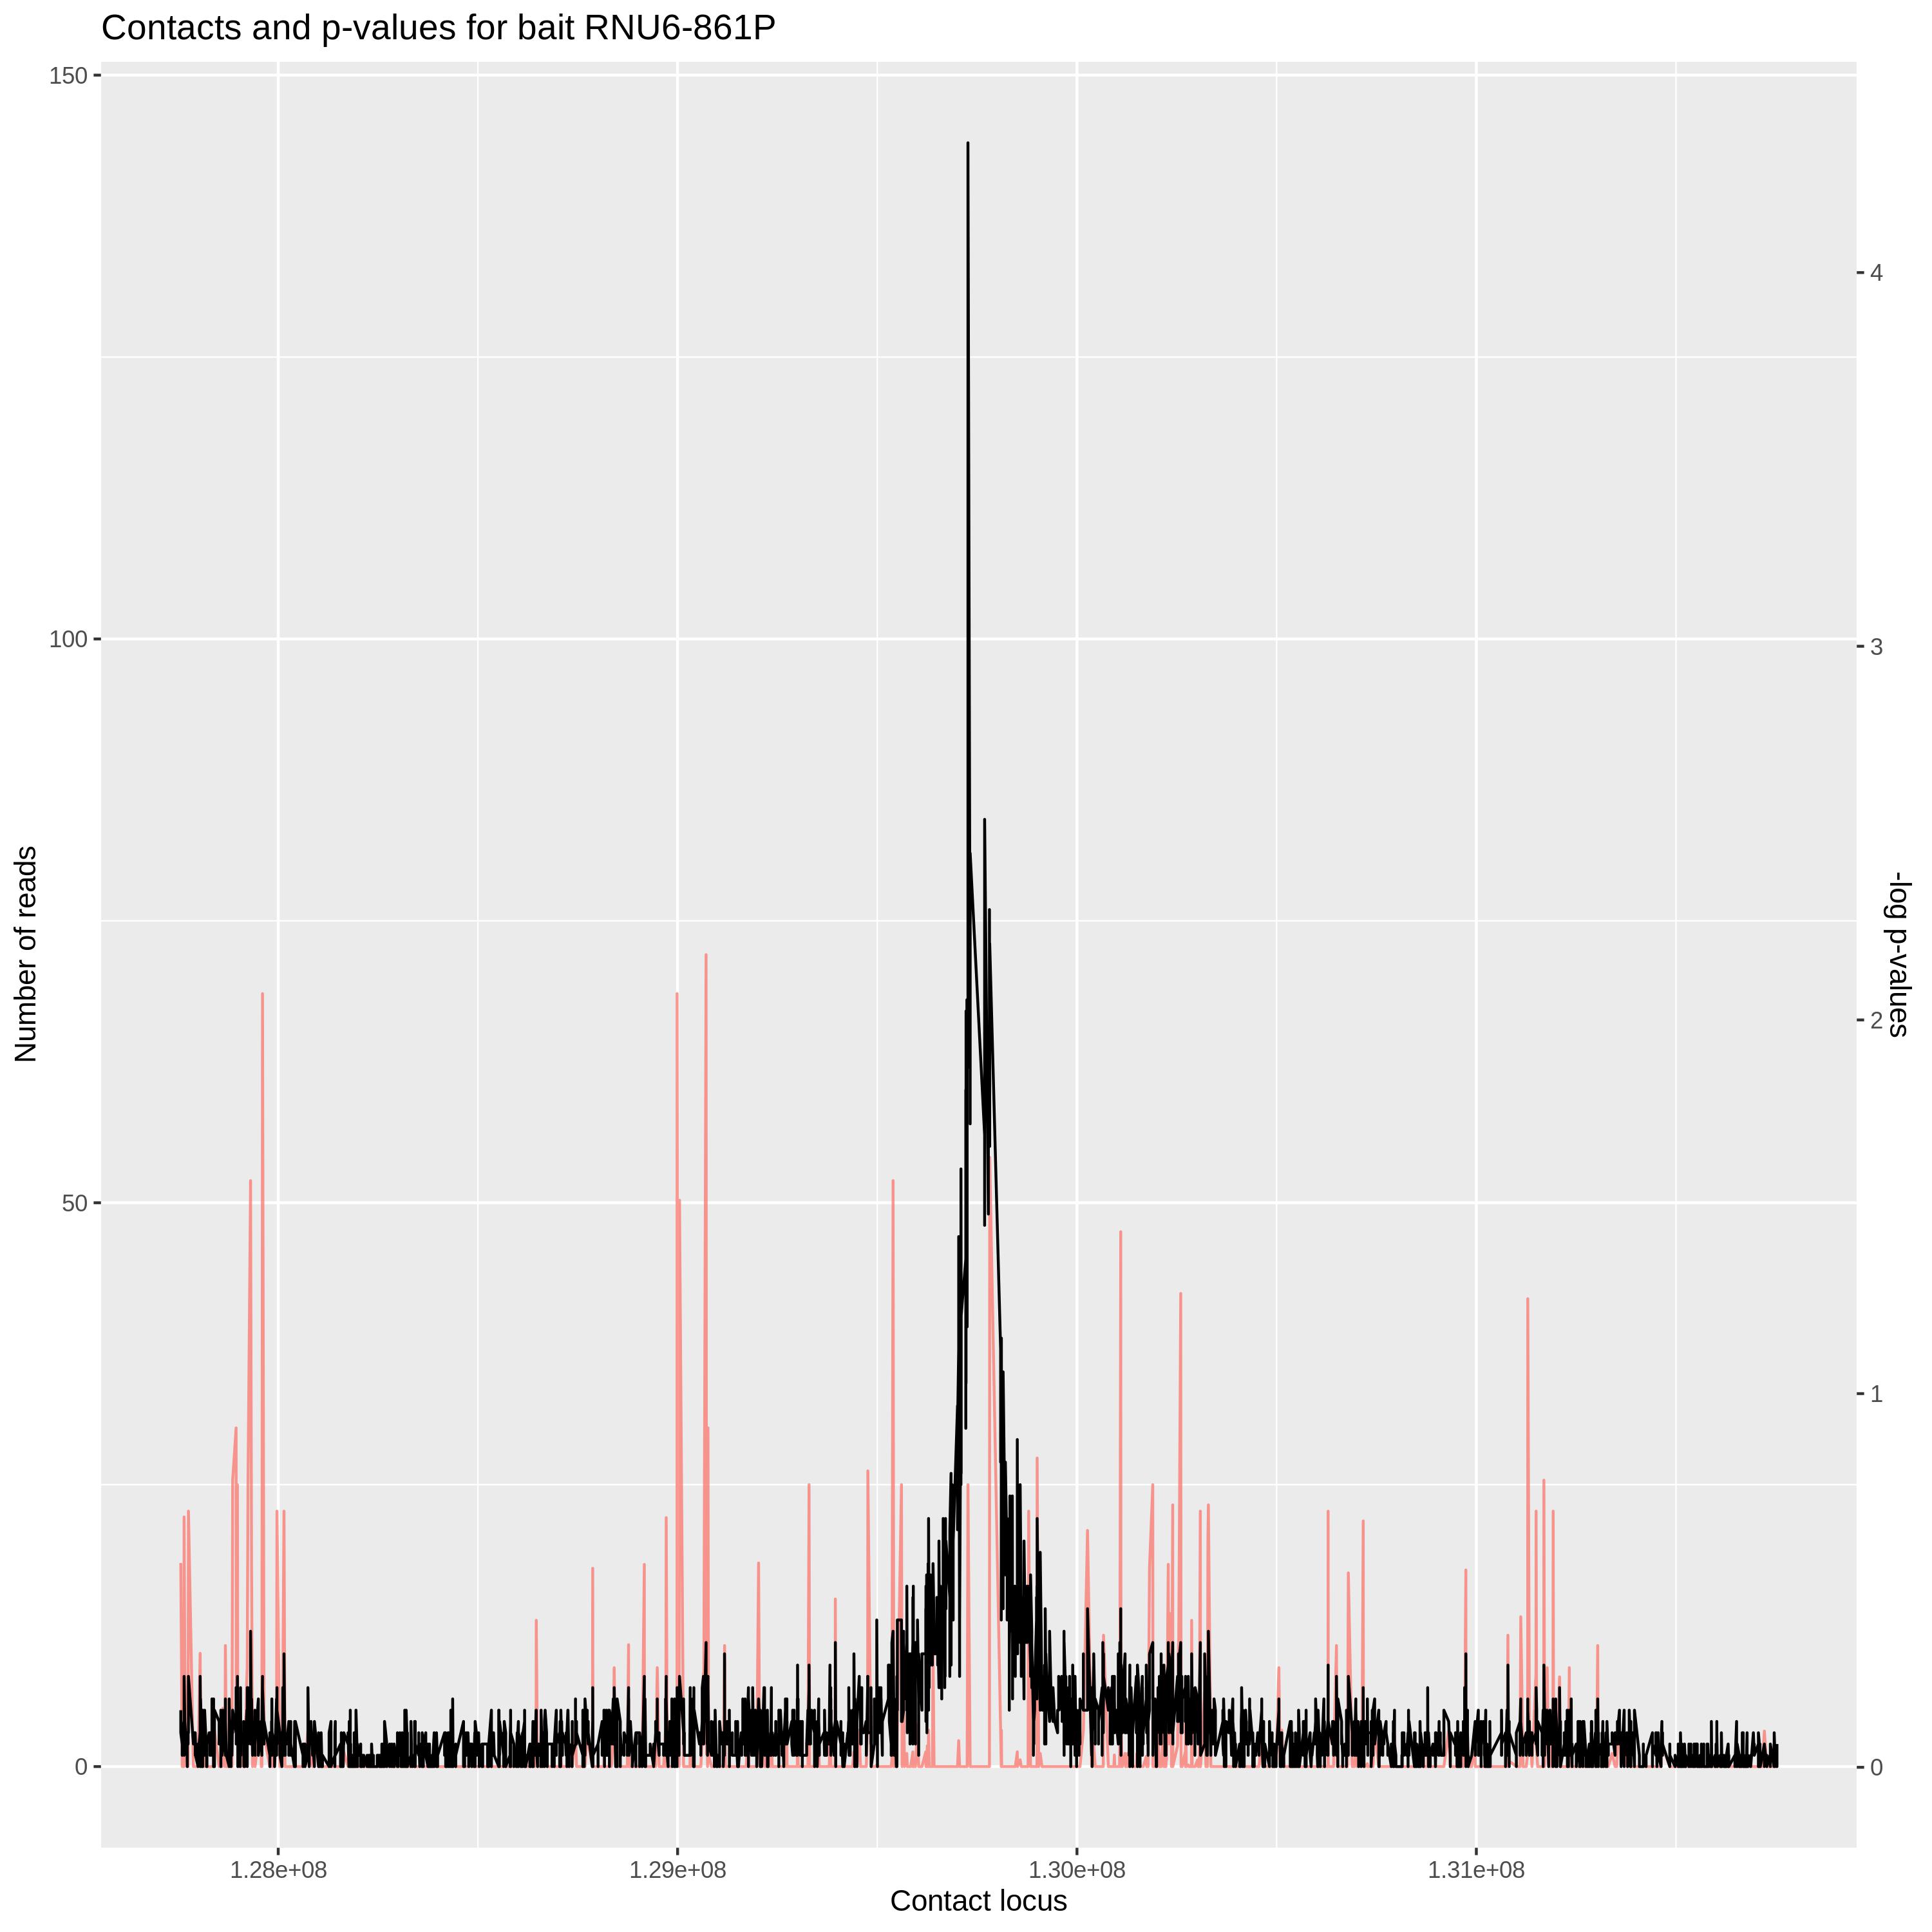 Contacts and p-values for bait RNU6-861P
150
100
50
0
Number of reads
4
3
2
1
0
-log p-values
1.28e+08
1.29e+08
1.30e+08
1.31e+08
Contact locus